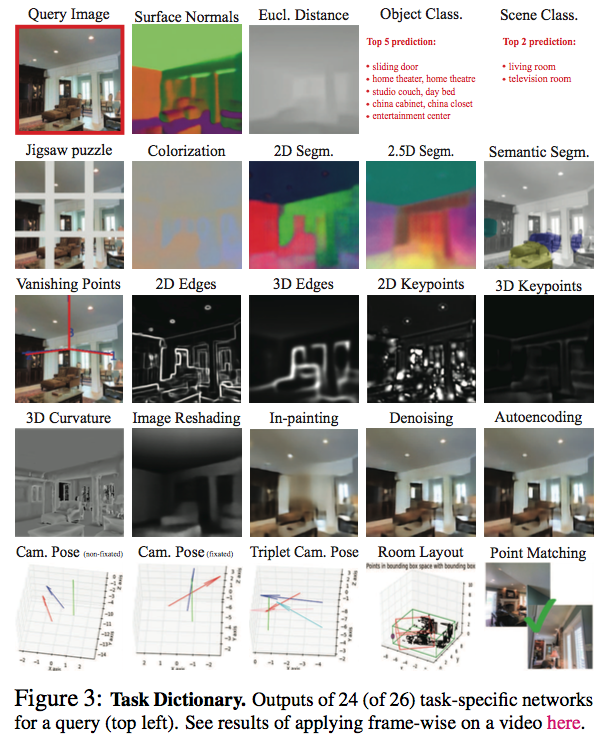 Query Image
Surface Normals
Eucl. Distance
Object Class.
Scene Class.
Top 5 prediction:
• sliding door
• home theater, home theatre
• studio couch, day bed
• china cabinet, china closet
• entertainment center
Top 2 prediction:
• living room
• television room
Jigsaw puzzle
Colorization
2D Segm.
2.5D Segm.
Semantic Segm.
Vanishing Points
2D Edges
3D Edges
2D Keypoints
3D Keypoints
3D Curvature
Image Reshading
In-painting
Denoising
Autoencoding
Cam. Pose (non-fixated)
Cam. Pose (fixated)
Triplet Cam. Pose
Room Layout
Point Matching
Points in bounding box space with bounding box
Figure 3: Task Dictionary. Outputs of 24 (of 26) task-specific networks
for a query (top left). See results of applying frame-wise on a video here.